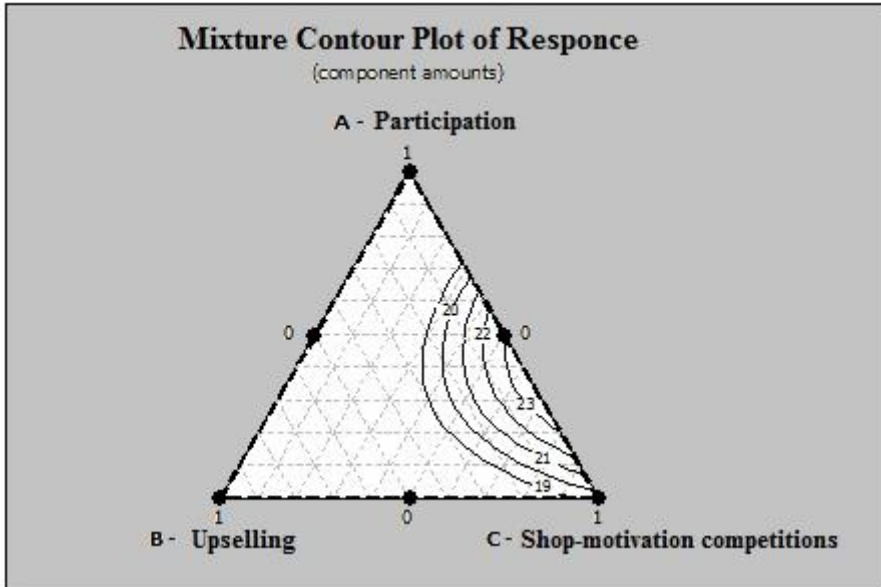 Mixture Contour Plot of Responce
(component amounts)
A - Participation
1
20
0
22
0
23
21
19
1
0
1
B - Upselling
C - Shop-motivation competitions